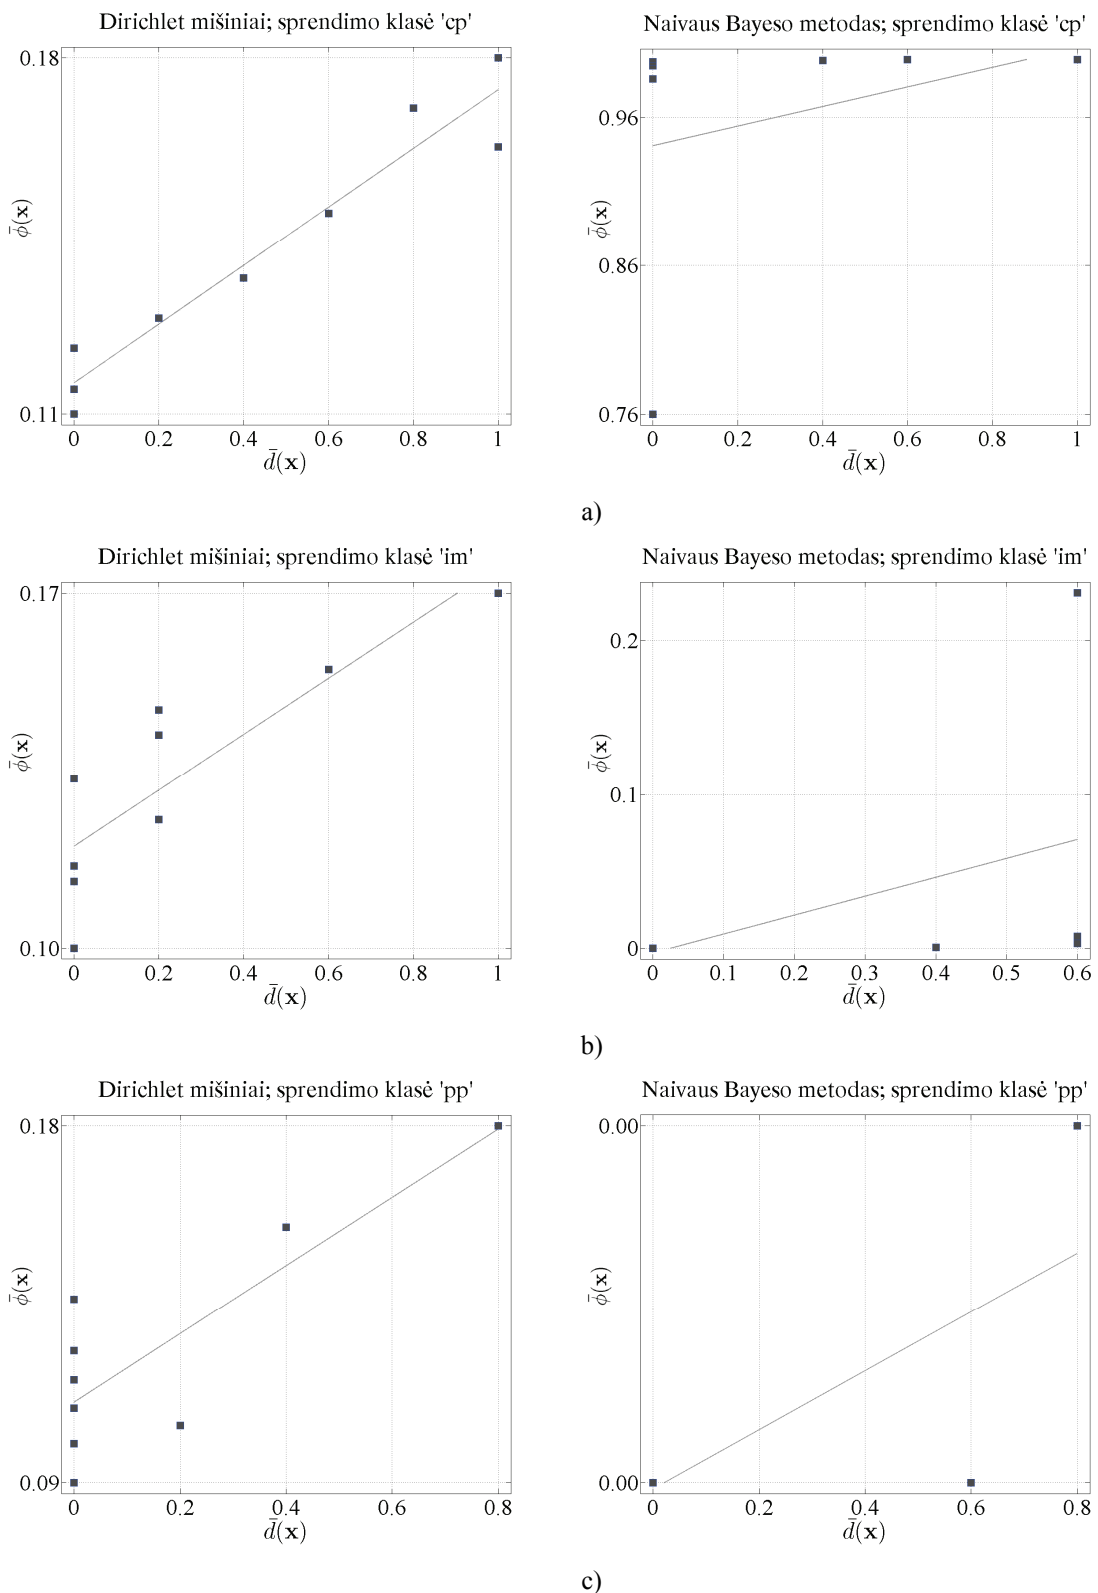 Dirichlet mišiniai; sprendimo klasė 'cp'
0.18
0.11
0 0.2 0.4 0.6 0.8 1
ϕ̄(x)
d̄(x)
Naivaus Bayeso metodas; sprendimo klasė 'cp'
0.96
0.86
0.76
0 0.2 0.4 0.6 0.8 1
ϕ̄(x)
d̄(x)
a)
Dirichlet mišiniai; sprendimo klasė 'im'
0.17
0.10
0 0.2 0.4 0.6 0.8 1
ϕ̄(x)
d̄(x)
Naivaus Bayeso metodas; sprendimo klasė 'im'
0.2
0.1
0
0 0.1 0.2 0.3 0.4 0.5 0.6
ϕ̄(x)
d̄(x)
b)
Dirichlet mišiniai; sprendimo klasė 'pp'
0.18
0.09
0 0.2 0.4 0.6 0.8
ϕ̄(x)
d̄(x)
Naivaus Bayeso metodas; sprendimo klasė 'pp'
0.00
0.00
0 0.2 0.4 0.6 0.8
ϕ̄(x)
d̄(x)
c)